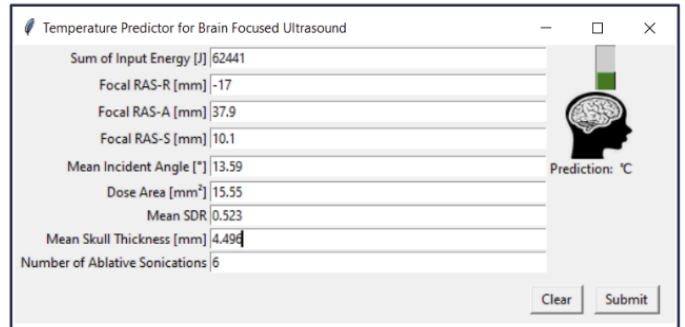 Temperature Predictor for Brain Focused Ultrasound
Sum of Input Energy [J] 62441
Focal RAS-R [mm] -17
Focal RAS-A [mm] 37.9
Focal RAS-S [mm] 10.1
Mean Incident Angle [°] 13.59
Prediction: °C
Dose Area [mm²] 15.55
Mean SDR 0.523
Mean Skull Thickness [mm] 4.496
Number of Ablative Sonications 6
Clear Submit